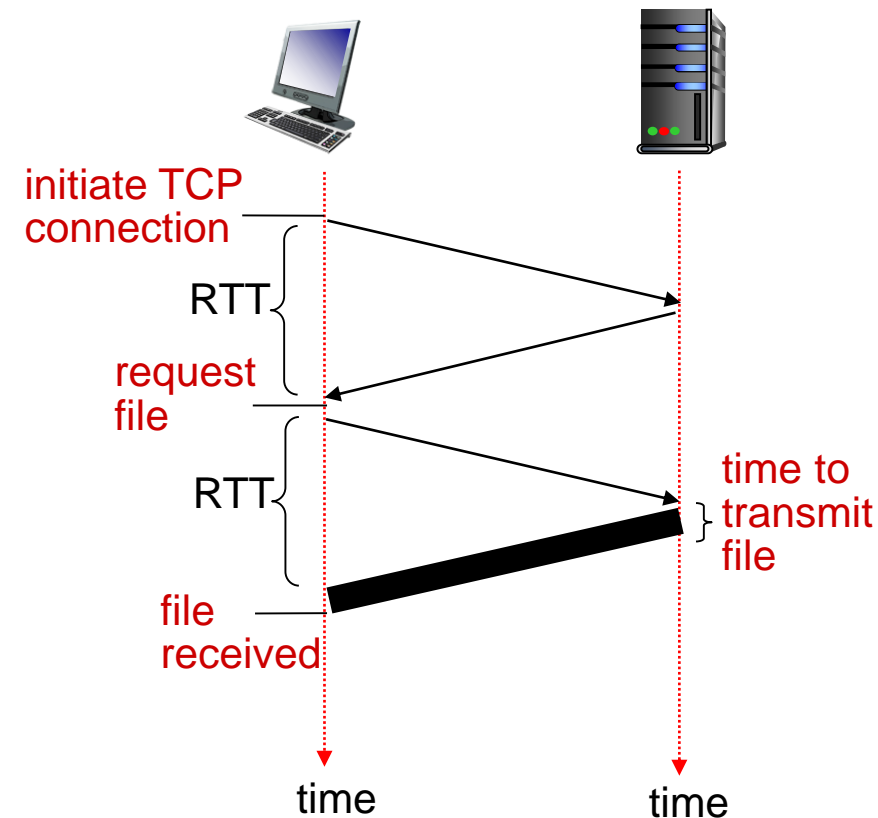 initiate TCP
connection
RTT
request
file
RTT
time to
transmit
file
file
received
time
time